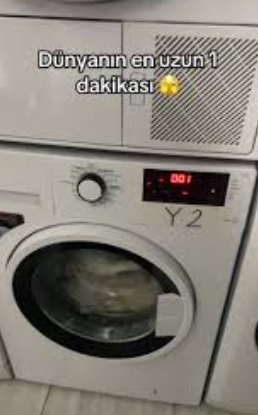 Dünyanın en uzun 1
dakikası 🫣
0:01
Y2